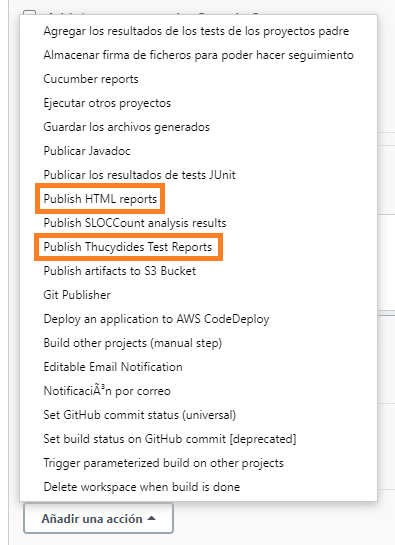 Agregar los resultados de los tests de los proyectos padre
Almacenar firma de ficheros para poder hacer seguimiento
Cucumber reports
Ejecutar otros proyectos
Guardar los archivos generados
Publicar Javadoc
Publicar los resultados de tests JUnit
Publish HTML reports
Publish SLOCCount analysis results
Publish Thucydides Test Reports
Publish artifacts to S3 Bucket
Git Publisher
Deploy an application to AWS CodeDeploy
Build other projects (manual step)
Editable Email Notification
NotificaciÃ³n por correo
Set GitHub commit status (universal)
Set build status on GitHub commit [deprecated]
Trigger parameterized build on other projects
Delete workspace when build is done
Añadir una acción